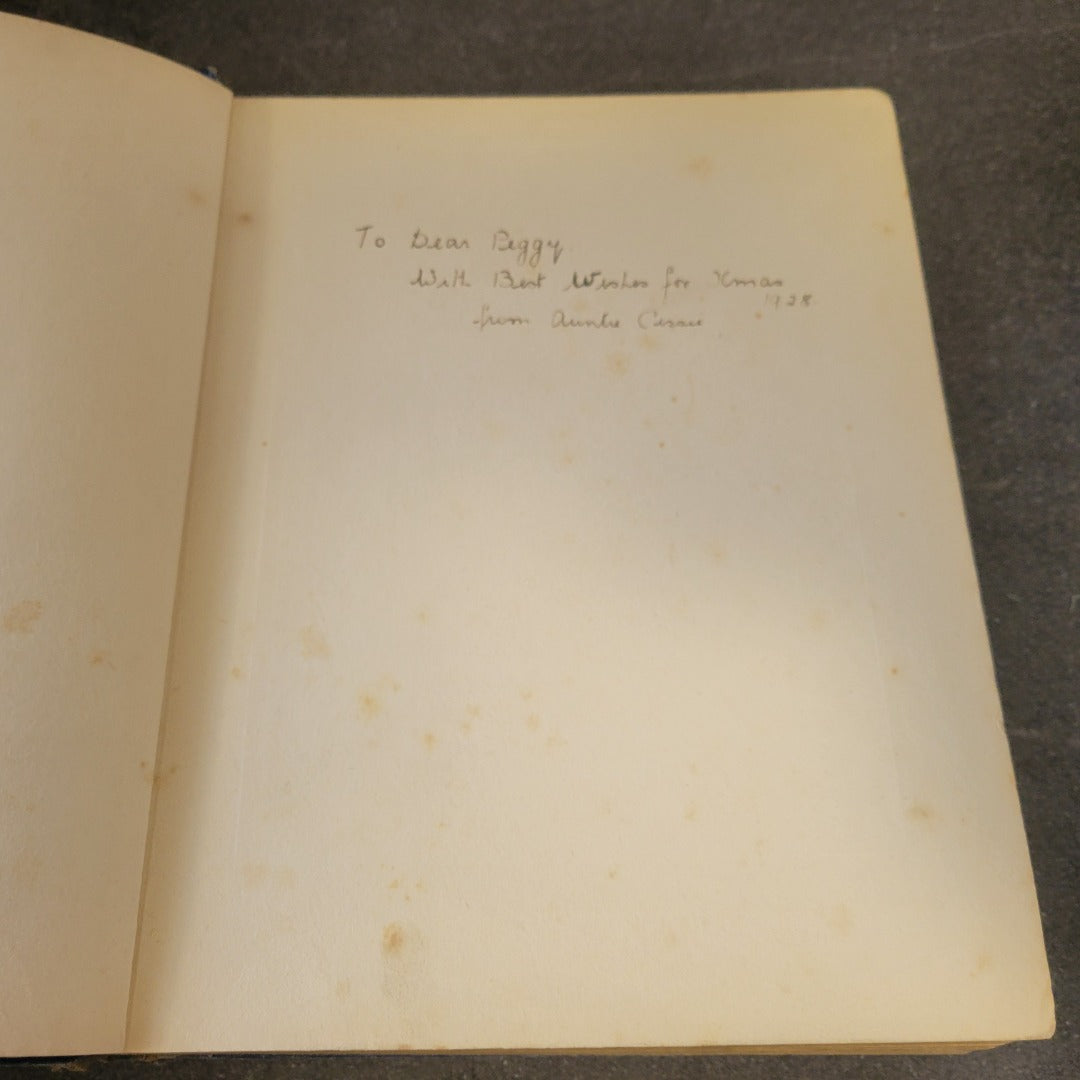 To Dear Peggy.
With Best Wishes for Xmas
1928
from Auntie